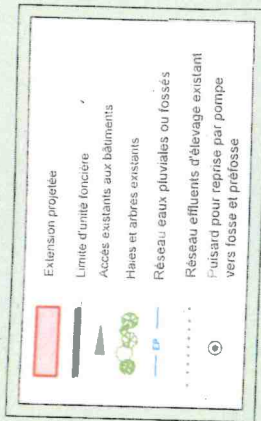 Extension projetée
Limite d'unité foncière
Accès existants aux bâtiments
Haies et arbres existants
EP
Réseau eaux pluviales ou fossés
Réseau effluents d'élevage existant
Puisard pour reprise par pompe
vers fosse et préfosse